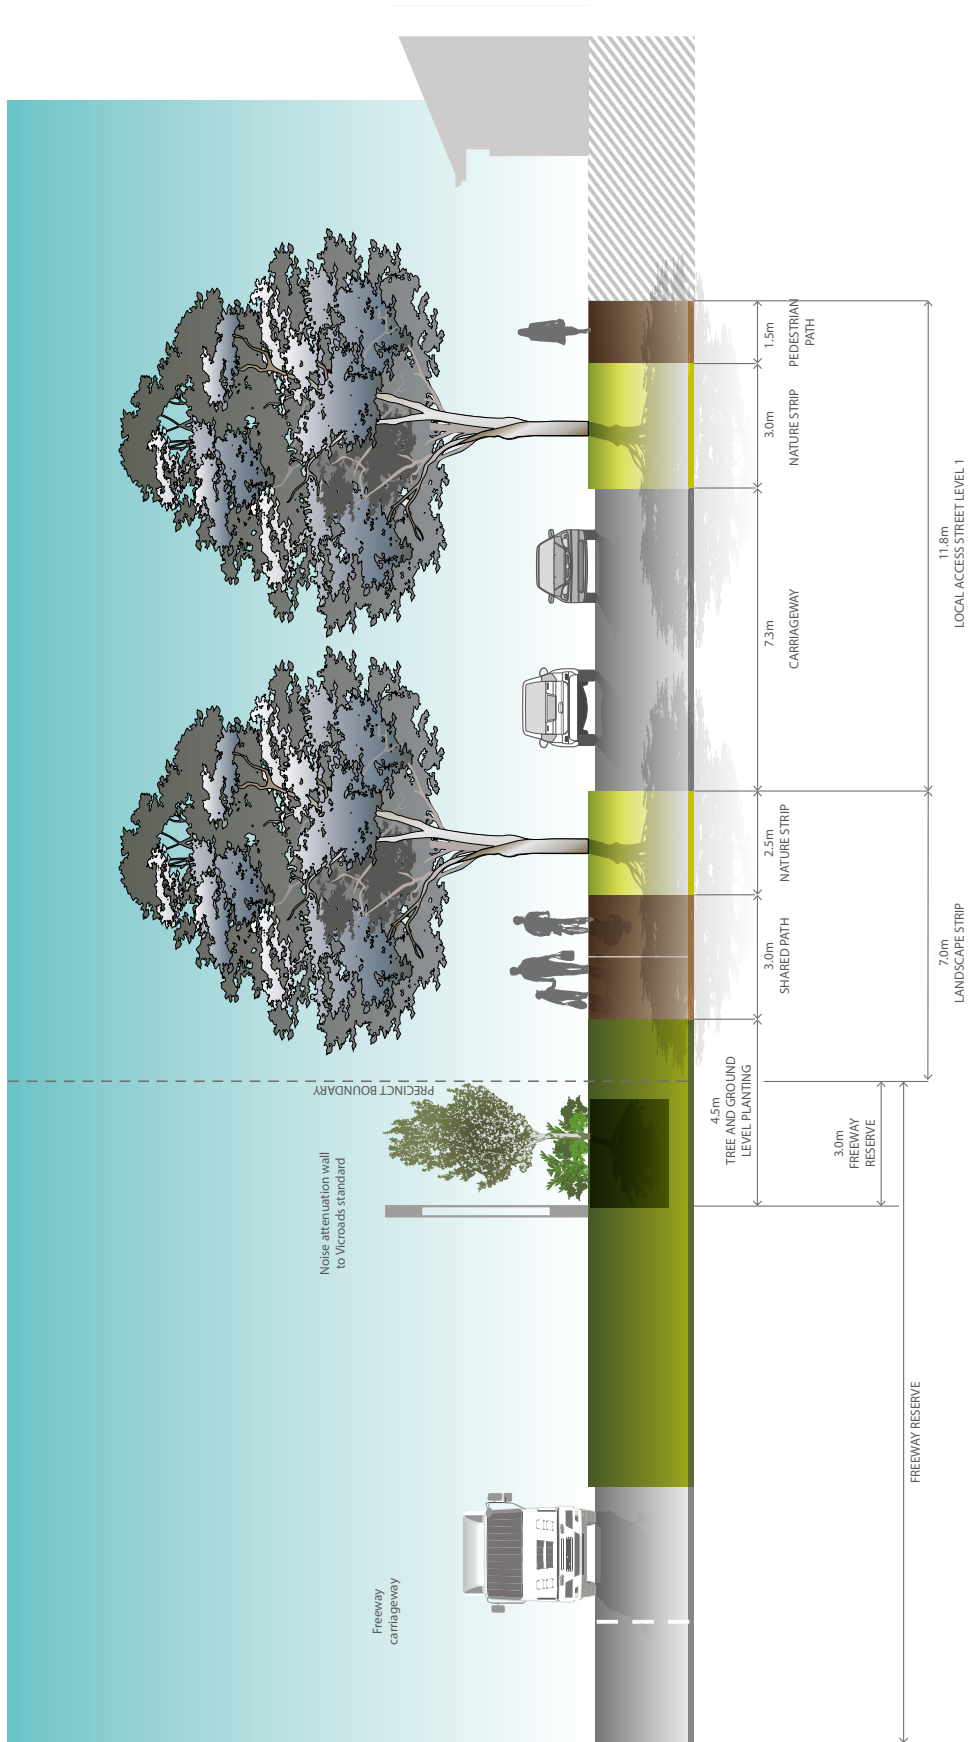 Freeway
carriageway
Noise attenuation wall
to Vicroads standard
PRECINCT BOUNDARY
4.5m
TREE AND GROUND
LEVEL PLANTING
3.0m
SHARED PATH
2.5m
NATURE STRIP
7.3m
CARRIAGEWAY
3.0m
NATURE STRIP
1.5m
PEDESTRIAN
PATH
3.0m
FREEWAY
RESERVE
FREEWAY RESERVE
7.0m
LANDSCAPE STRIP
11.8m
LOCAL ACCESS STREET LEVEL 1